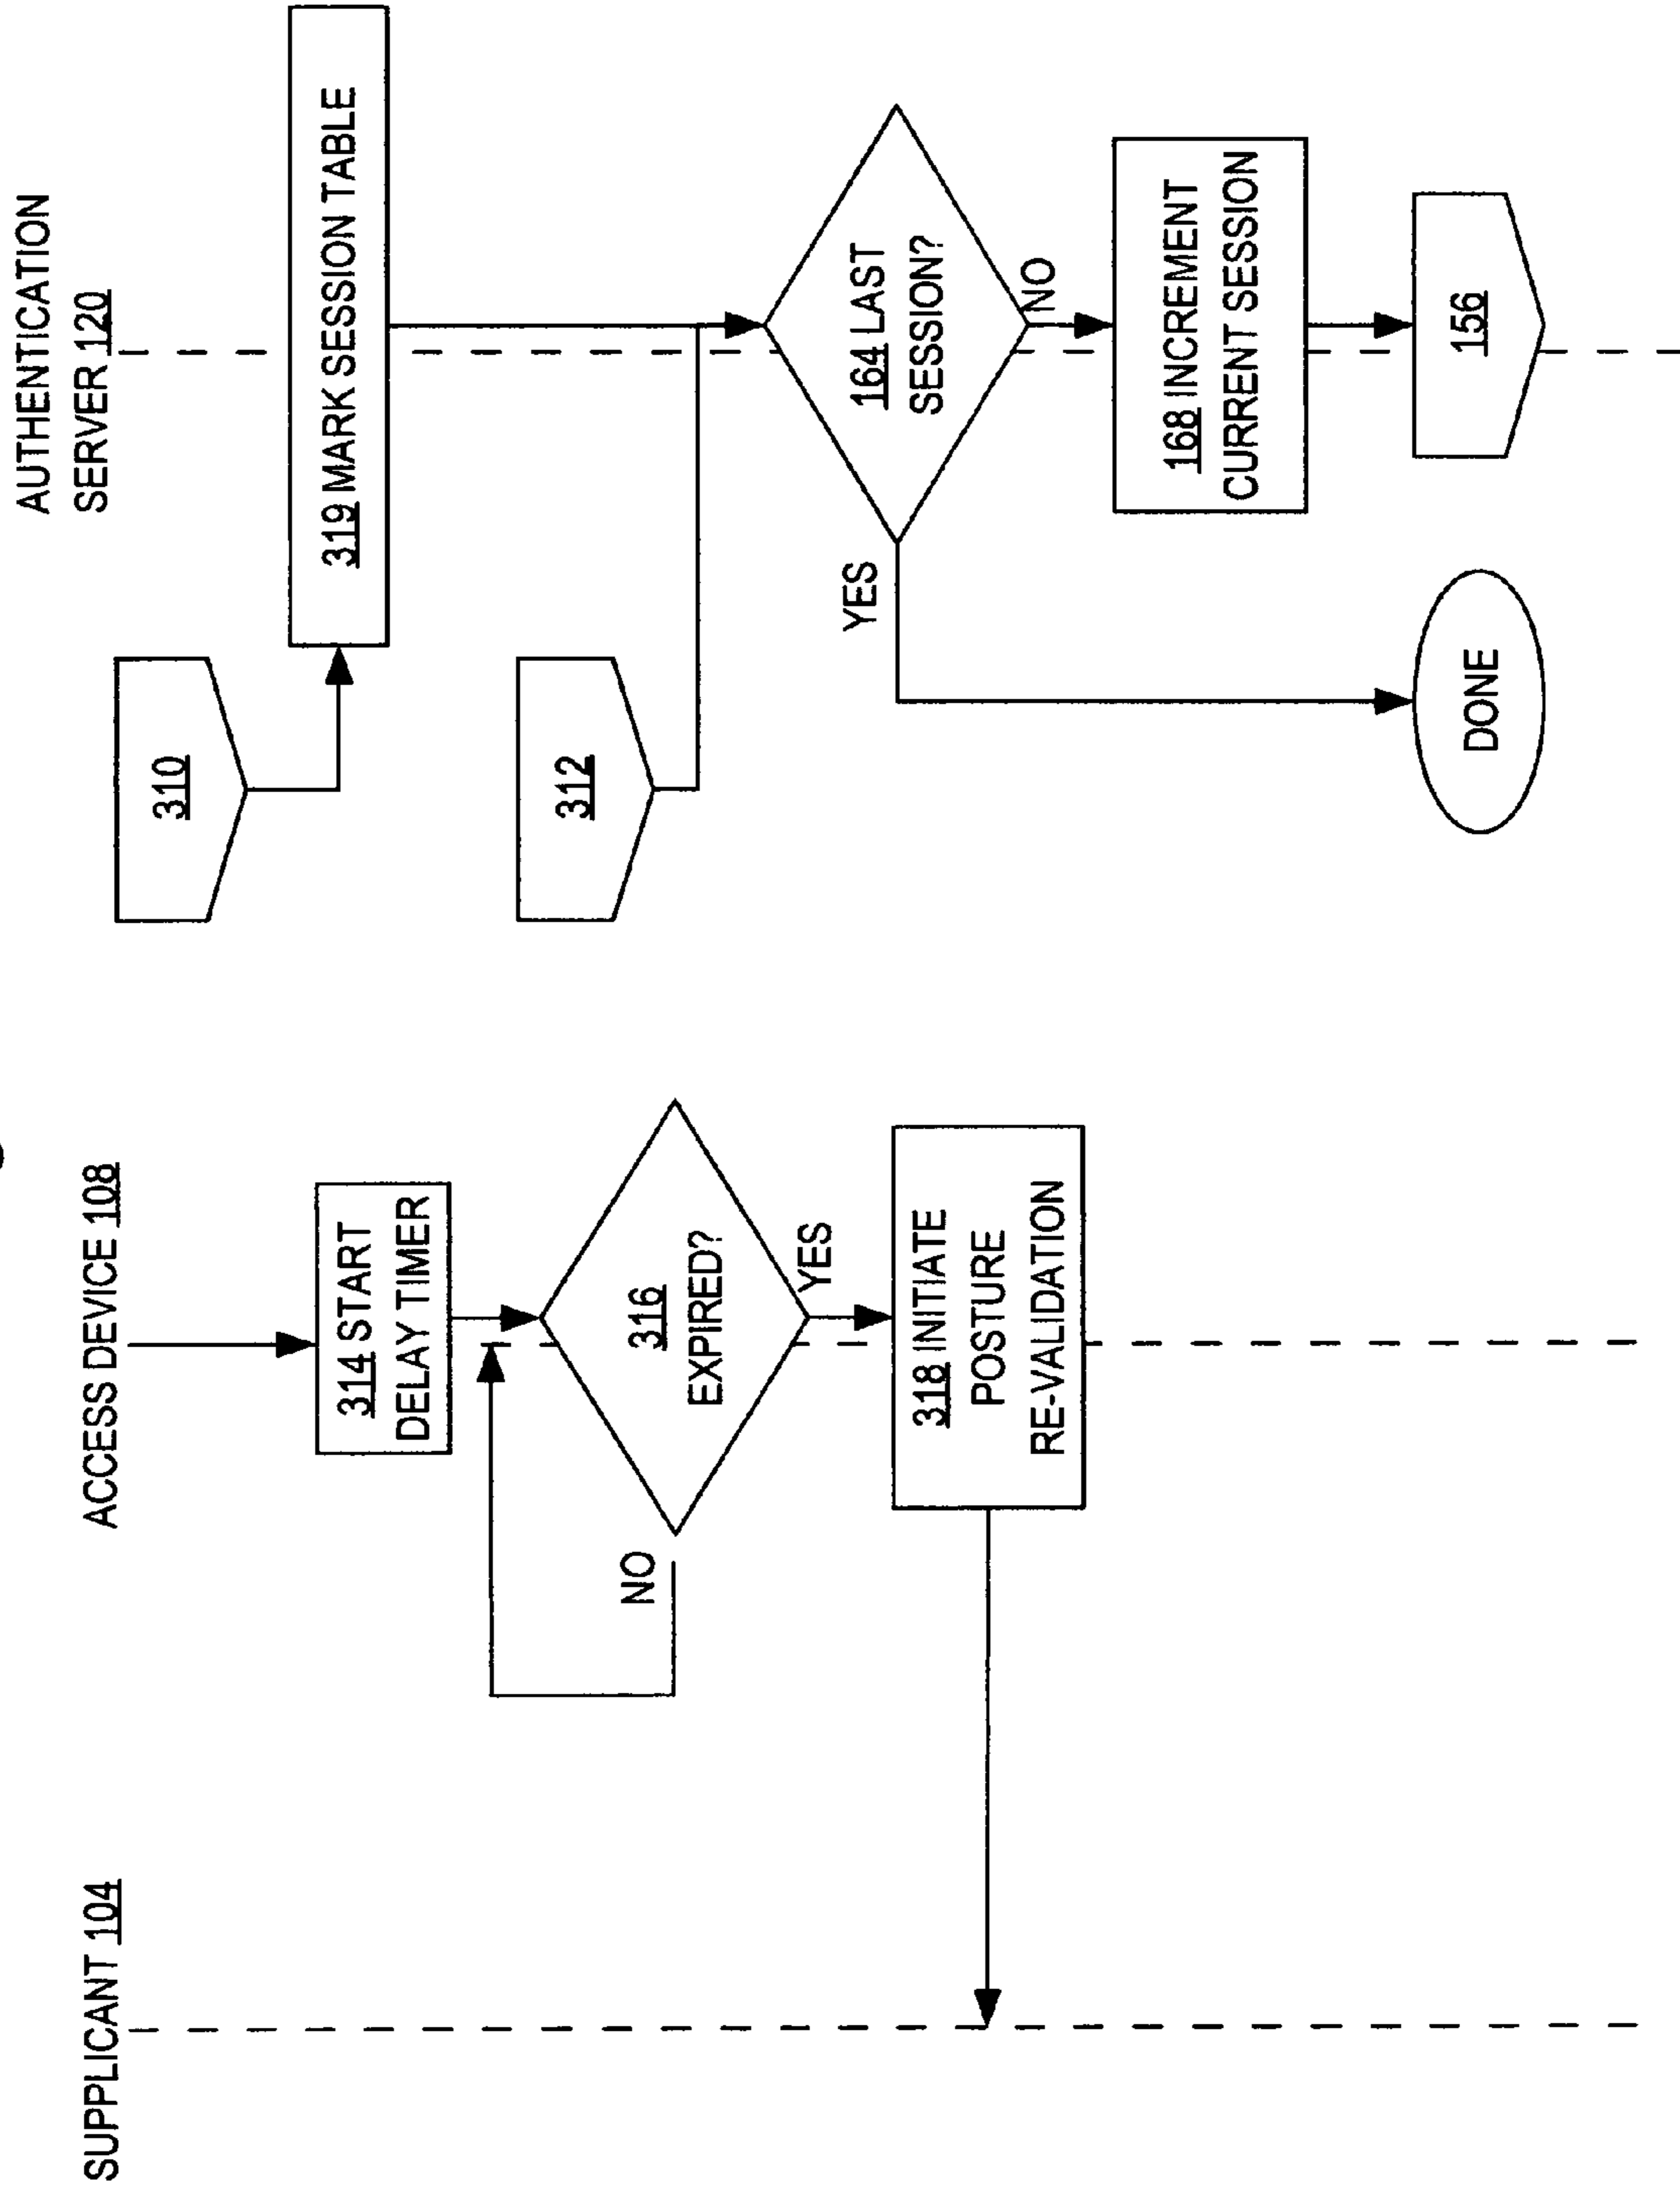 SUPPLICANT 104
ACCESS DEVICE 108
AUTHENTICATION
SERVER 120
314 START
DELAY TIMER
316
EXPIRED?
NO
YES
318 INITIATE
POSTURE
RE-VALIDATION
310
319 MARK SESSION TABLE
312
164 LAST
SESSION?
YES
NO
168 INCREMENT
CURRENT SESSION
DONE
156